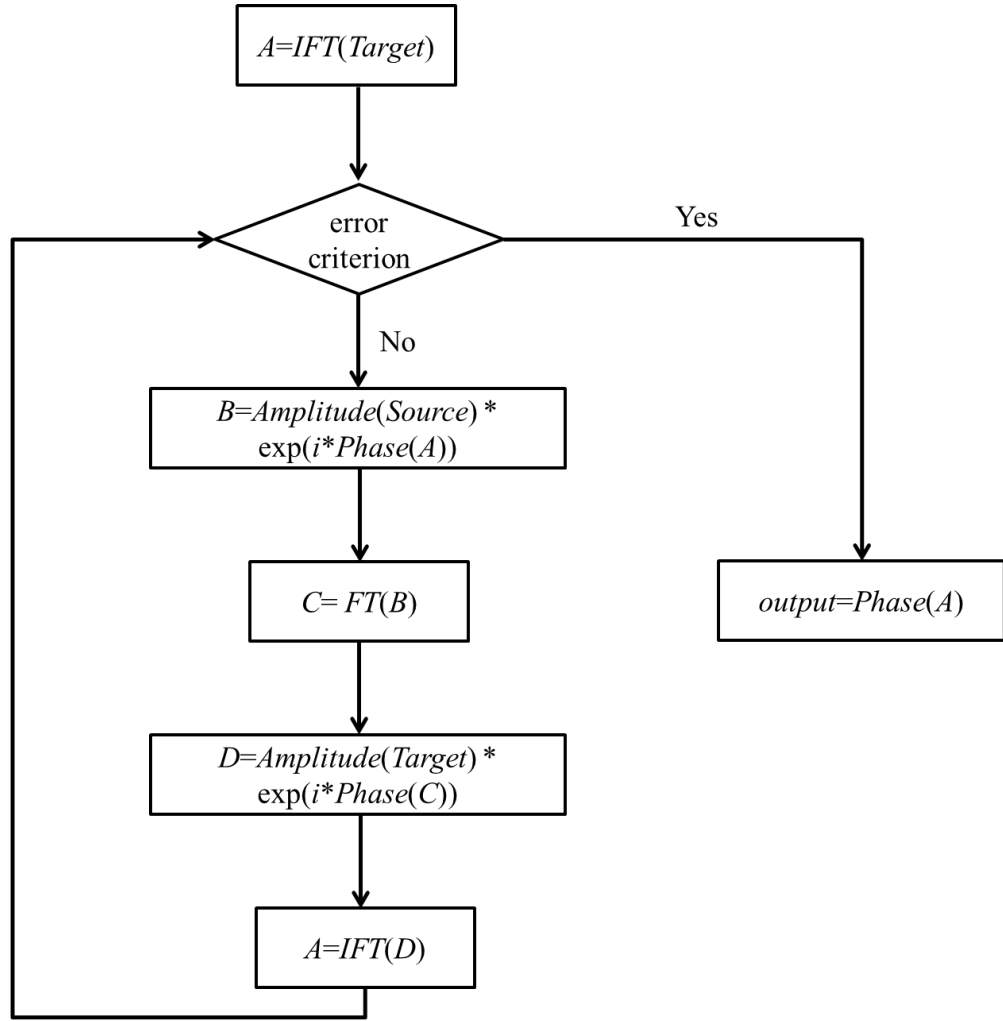 A=IFT(Target)
error
criterion
Yes
No
B=Amplitude(Source) *
exp(i*Phase(A))
C= FT(B)
output=Phase(A)
D=Amplitude(Target) *
exp(i*Phase(C))
A=IFT(D)